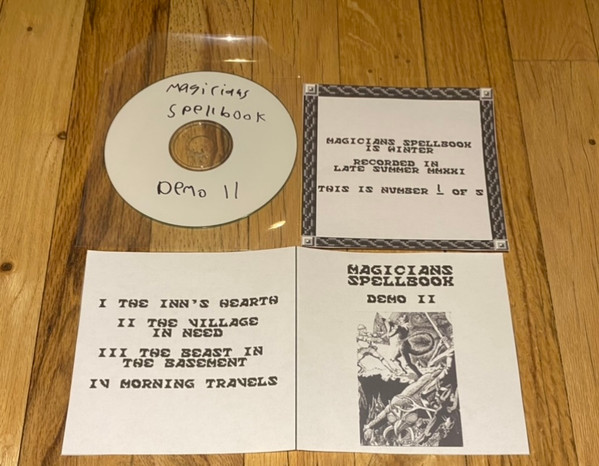 Magicians
Spellbook
Demo II
MAGICIANS SPELLBOOK
IS WINTER
RECORDED IN
LATE SUMMER MMXXI
THIS IS NUMBER 1 OF 5
I THE INN'S HEARTH
II THE VILLAGE
IN NEED
III THE BEAST IN
THE BASEMENT
IV MORNING TRAVELS
MAGICIANS
SPELLBOOK
DEMO II